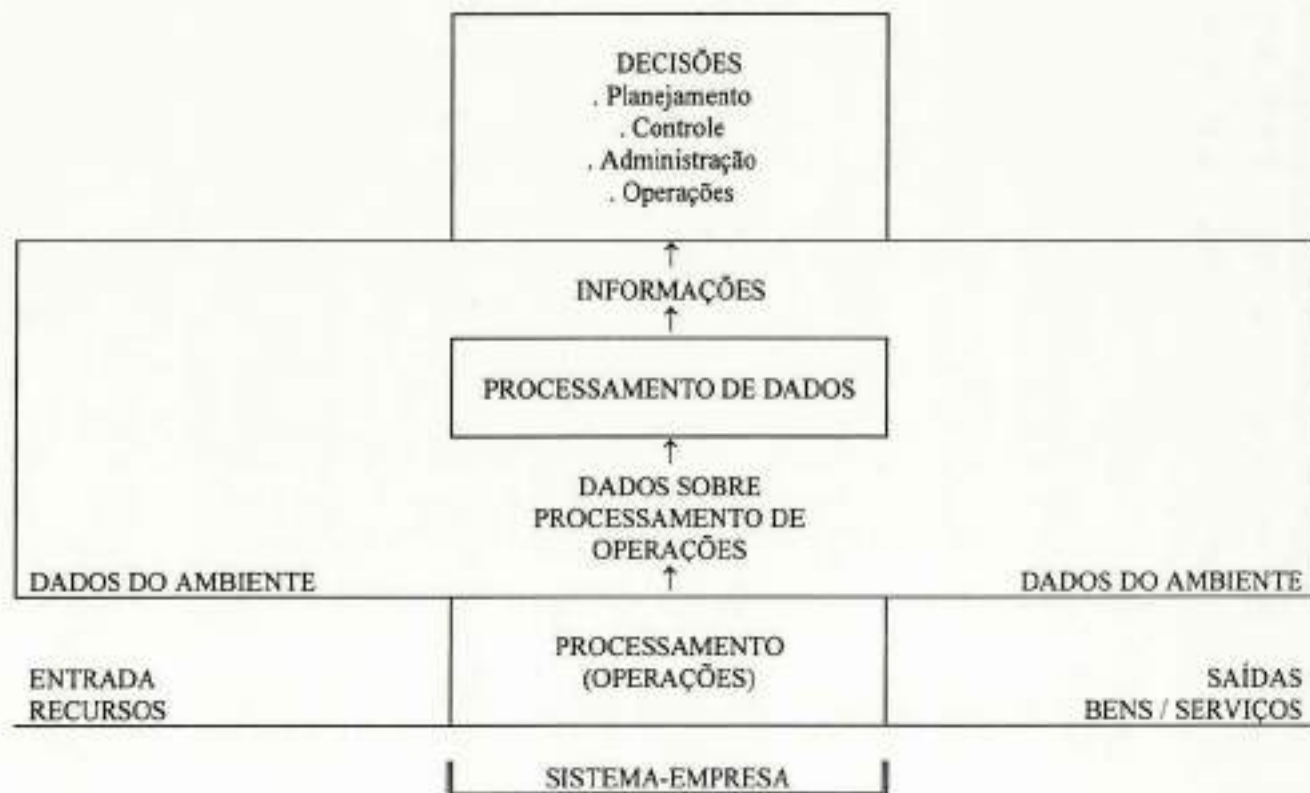 DECISÕES
. Planejamento
. Controle
. Administração
. Operações
INFORMAÇÕES
PROCESSAMENTO DE DADOS
DADOS SOBRE
PROCESSAMENTO DE
OPERAÇÕES
DADOS DO AMBIENTE
DADOS DO AMBIENTE
PROCESSAMENTO
(OPERAÇÕES)
ENTRADA
RECURSOS
SAÍDAS
BENS / SERVIÇOS
SISTEMA-EMPRESA